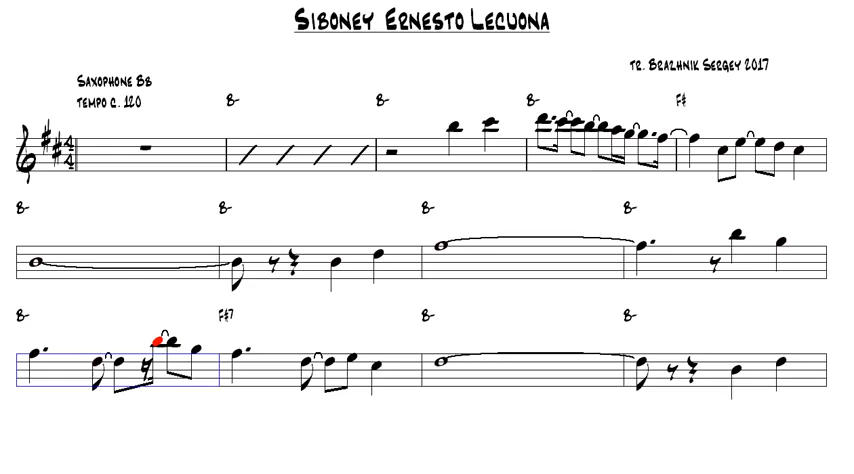 Siboney Ernesto Lecuona
tr. Brazhnik Sergey 2017
Saxophone Bb
tempo c. 120
B- B- B- F#
B- B- B- B-
B- F#7 B- B-